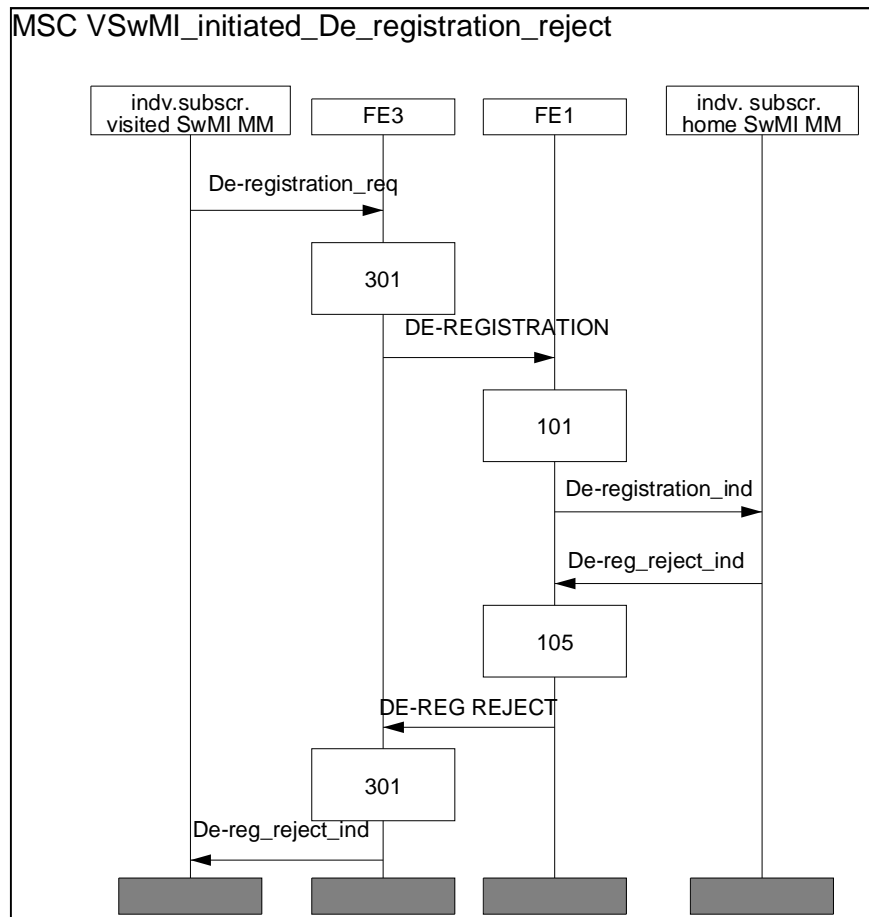 MSC VSwMI_initiated_De_registration_reject
indv.subscr.
visited SwMI MM
FE3
FE1
indv. subscr.
home SwMI MM
De-registration_req
301
DE-REGISTRATION
101
De-registration_ind
De-reg_reject_ind
105
DE-REG REJECT
301
De-reg_reject_ind